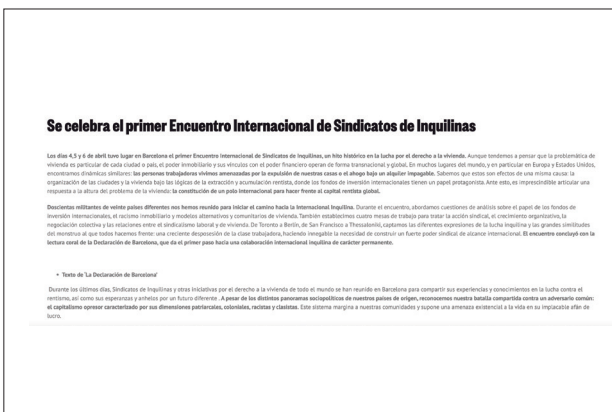 Se celebra el primer Encuentro Internacional de Sindicatos de Inquilinas
Los días 4,5 y 6 de abril tuvo lugar en Barcelona el primer Encuentro Internacional de Sindicatos de Inquilinas, un hito histórico en la lucha por el derecho a la vivienda. Aunque tendemos a pensar que la problemática de
vivienda es particular de cada ciudad o país, el poder inmobiliario y sus vínculos con el poder financiero operan de forma transnacional y global. En muchos lugares del mundo, y en particular en Europa y Estados Unidos,
encontramos dinámicas similares: las personas trabajadoras vivimos amenazadas por la expulsión de nuestras casas o el ahogo bajo un alquiler impagable. Sabemos que estos son efectos de una misma causa: la
organización de las ciudades y la vivienda bajo las lógicas de la extracción y acumulación rentista, donde los fondos de inversión internacionales tienen un papel protagonista. Ante esto, es imprescindible articular una
respuesta a la altura del problema de la vivienda: la constitución de un polo internacional para hacer frente al capital rentista global.
Doscientas militantes de veinte países diferentes nos hemos reunido para iniciar el camino hacia la Internacional Inquilina. Durante el encuentro, abordamos cuestiones de análisis sobre el papel de los fondos de
inversión internacionales, el racismo inmobiliario y modelos alternativos y comunitarios de vivienda. También establecimos cuatro mesas de trabajo para tratar la acción sindical, el crecimiento organizativo, la
negociación colectiva y las relaciones entre el sindicalismo laboral y de vivienda. De Toronto a Berlín, de San Francisco a Thessaloniki, captamos las diferentes expresiones de la lucha inquilina y las grandes similitudes
del monstruo al que todos hacemos frente: una creciente desposesión de la clase trabajadora, haciendo innegable la necesidad de construir un fuerte poder sindical de alcance internacional. El encuentro concluyó con la
lectura coral de la Declaración de Barcelona, que da el primer paso hacia una colaboración internacional inquilina de carácter permanente.
• Texto de 'La Declaración de Barcelona'
Durante los últimos días, Sindicatos de Inquilinas y otras iniciativas por el derecho a la vivienda de todo el mundo se han reunido en Barcelona para compartir sus experiencias y conocimientos en la lucha contra el
rentismo, así como sus esperanzas y anhelos por un futuro diferente . A pesar de los distintos panoramas sociopolíticos de nuestros países de origen, reconocemos nuestra batalla compartida contra un adversario común:
el capitalismo opresor caracterizado por sus dimensiones patriarcales, coloniales, racistas y clasistas. Este sistema margina a nuestras comunidades y supone una amenaza existencial a la vida en su implacable afán de
lucro.